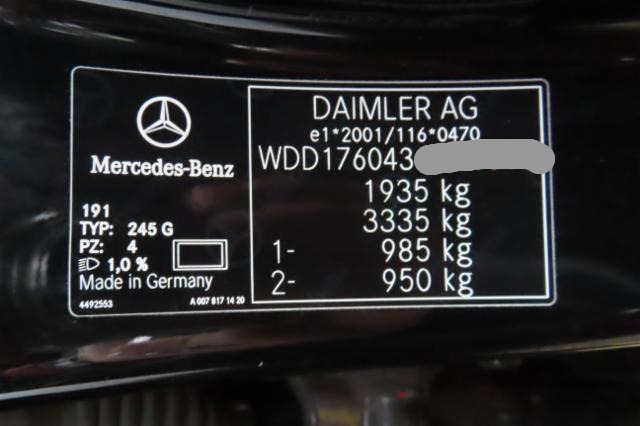 Mercedes-Benz
191
TYP: 245 G
PZ: 4
1,0 %
Made in Germany
4492553
A 007 817 14 20
DAIMLER AG
e1*2001/116*0470
WDD176043
1935 kg
3335 kg
1- 985 kg
2- 950 kg